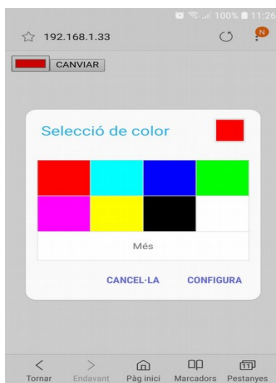 100% 11:26
192.168.1.33
N
CANVIAR
Selecció de color
Més
CANCEL·LA CONFIGURA
11
Tornar Endavant Pàg inici Marcadors Pestanyes